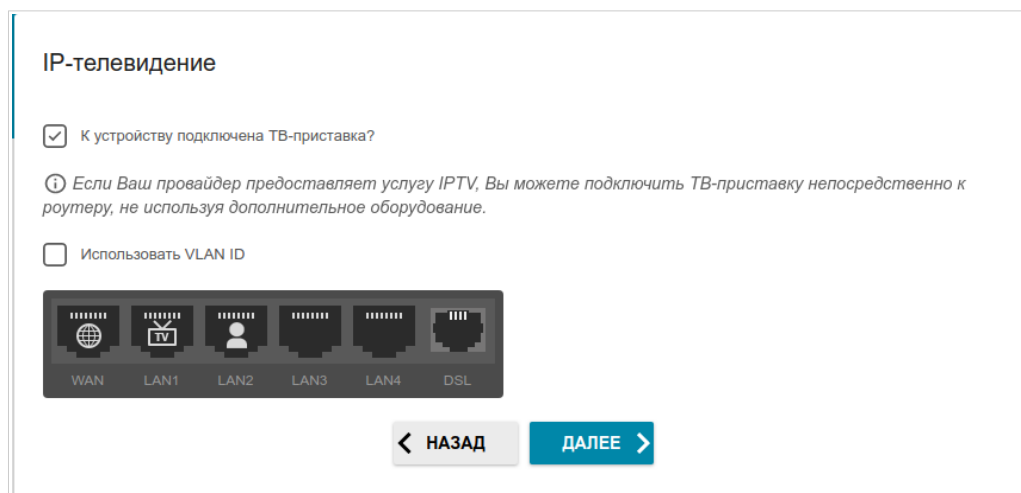 IP-телевидение
К устройству подключена ТВ-приставка?
Если Ваш провайдер предоставляет услугу IPTV, Вы можете подключить ТВ-приставку непосредственно к
роутеру, не используя дополнительное оборудование.
Использовать VLAN ID
TV
WAN LAN1 LAN2 LAN3 LAN4 DSL
НАЗАД ДАЛЕЕ